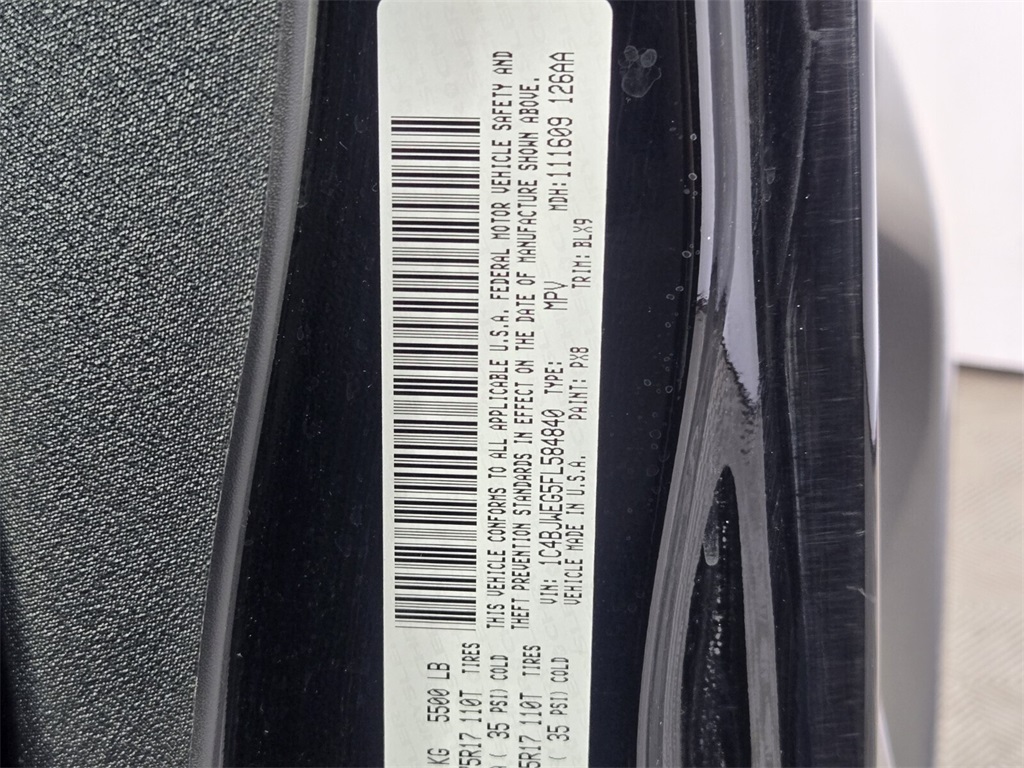 KG 5500 LB
5R17 110T TIRES
( 35 PSI) COLD
THIS VEHICLE CONFORMS TO ALL APPLICABLE U.S.A. FEDERAL MOTOR VEHICLE SAFETY AND
THEFT PREVENTION STANDARDS IN EFFECT ON THE DATE OF MANUFACTURE SHOWN ABOVE.
5R17 110T TIRES
( 35 PSI) COLD
VIN: 1C4BJWEG5FL584840 TYPE: MPV MDH:111609 126AA
VEHICLE MADE IN U.S.A. PAINT: PX8 TRIM: BLX9